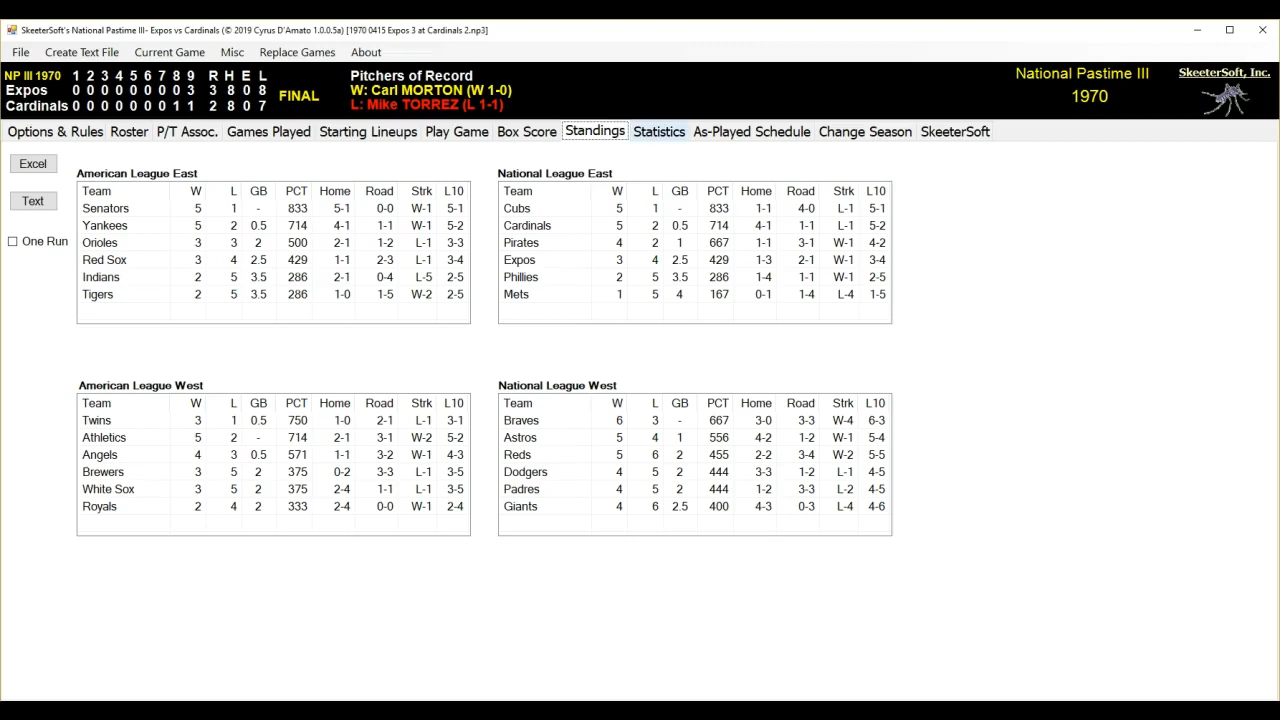 SkeeterSoft's National Pastime III- Expos vs Cardinals (© 2019 Cyrus D'Amato 1.0.0.5a) [1970 0415 Expos 3 at Cardinals 2.np3]
File Create Text File Current Game Misc Replace Games About
NP III 1970 1 2 3 4 5 6 7 8 9 R H E L
Expos 0 0 0 0 0 0 0 0 3 3 8 0 8
Cardinals 0 0 0 0 0 0 0 1 1 2 8 0 7
FINAL
Pitchers of Record
W: Carl MORTON (W 1-0)
L: Mike TORREZ (L 1-1)
National Pastime III
1970
SkeeterSoft, Inc.
Options & Rules Roster P/T Assoc. Games Played Starting Lineups Play Game Box Score Standings Statistics As-Played Schedule Change Season SkeeterSoft
Excel
Text
One Run
American League East
Team W L GB PCT Home Road Strk L10
Senators 5 1 - 833 5-1 0-0 W-1 5-1
Yankees 5 2 0.5 714 4-1 1-1 W-1 5-2
Orioles 3 3 2 500 2-1 1-2 L-1 3-3
Red Sox 3 4 2.5 429 1-1 2-3 L-1 3-4
Indians 2 5 3.5 286 2-1 0-4 L-5 2-5
Tigers 2 5 3.5 286 1-0 1-5 W-2 2-5
National League East
Team W L GB PCT Home Road Strk L10
Cubs 5 1 - 833 1-1 4-0 L-1 5-1
Cardinals 5 2 0.5 714 4-1 1-1 L-1 5-2
Pirates 4 2 1 667 1-1 3-1 W-1 4-2
Expos 3 4 2.5 429 1-3 2-1 W-1 3-4
Phillies 2 5 3.5 286 1-4 1-1 W-1 2-5
Mets 1 5 4 167 0-1 1-4 L-4 1-5
American League West
Team W L GB PCT Home Road Strk L10
Twins 3 1 0.5 750 1-0 2-1 L-1 3-1
Athletics 5 2 - 714 2-1 3-1 W-2 5-2
Angels 4 3 0.5 571 1-1 3-2 W-1 4-3
Brewers 3 5 2 375 0-2 3-3 L-1 3-5
White Sox 3 5 2 375 2-4 1-1 L-1 3-5
Royals 2 4 2 333 2-4 0-0 W-1 2-4
National League West
Team W L GB PCT Home Road Strk L10
Braves 6 3 - 667 3-0 3-3 W-4 6-3
Astros 5 4 1 556 4-2 1-2 W-1 5-4
Reds 5 6 2 455 2-2 3-4 W-2 5-5
Dodgers 4 5 2 444 3-3 1-2 L-1 4-5
Padres 4 5 2 444 1-2 3-3 L-2 4-5
Giants 4 6 2.5 400 4-3 0-3 L-4 4-6